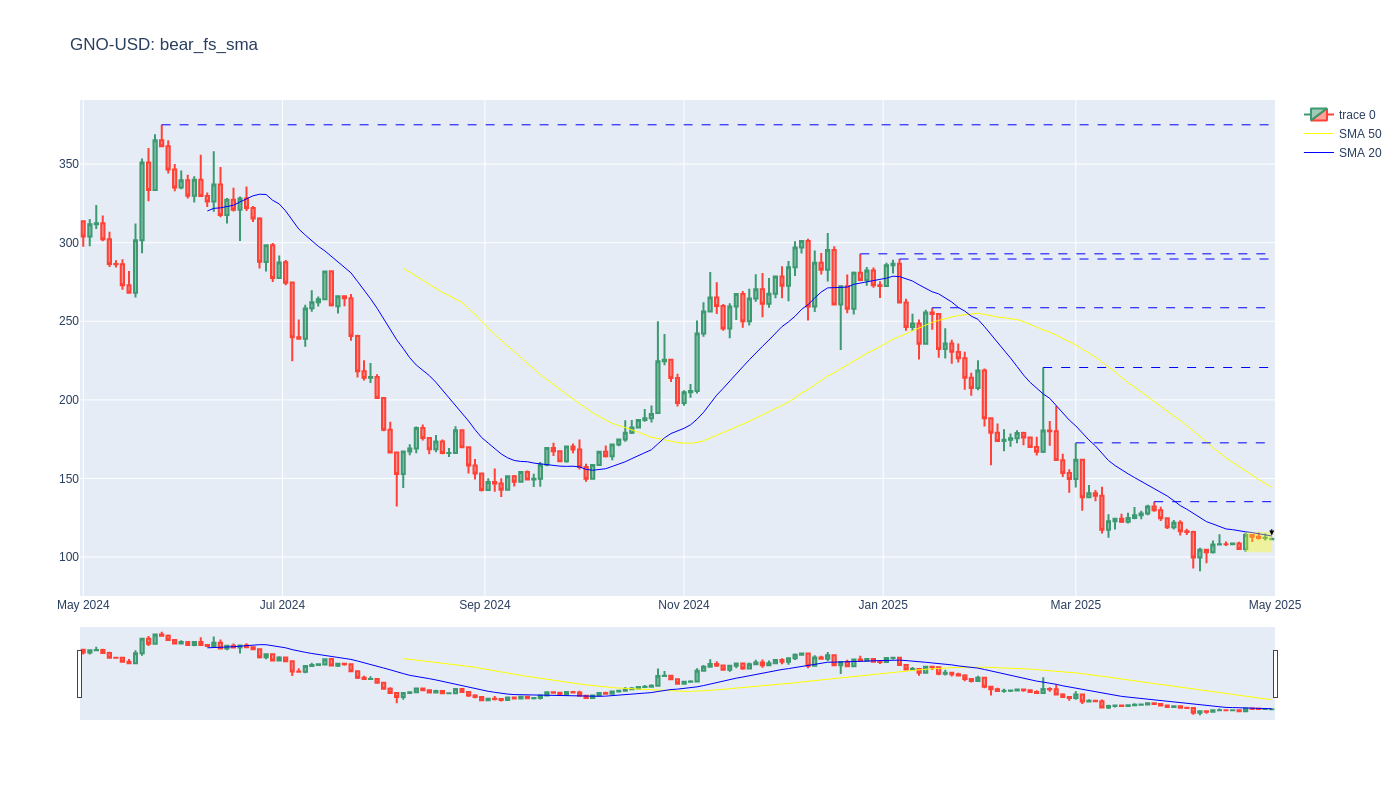 GNO-USD: bear_fs_sma
trace 0
SMA 50
SMA 20
350
300
250
200
150
100
May 2024
Jul 2024
Sep 2024
Nov 2024
Jan 2025
Mar 2025
May 2025